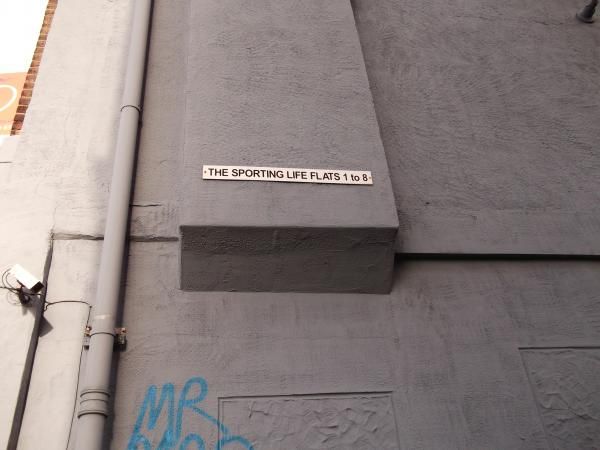 THE SPORTING LIFE FLATS 1 to 8
MR